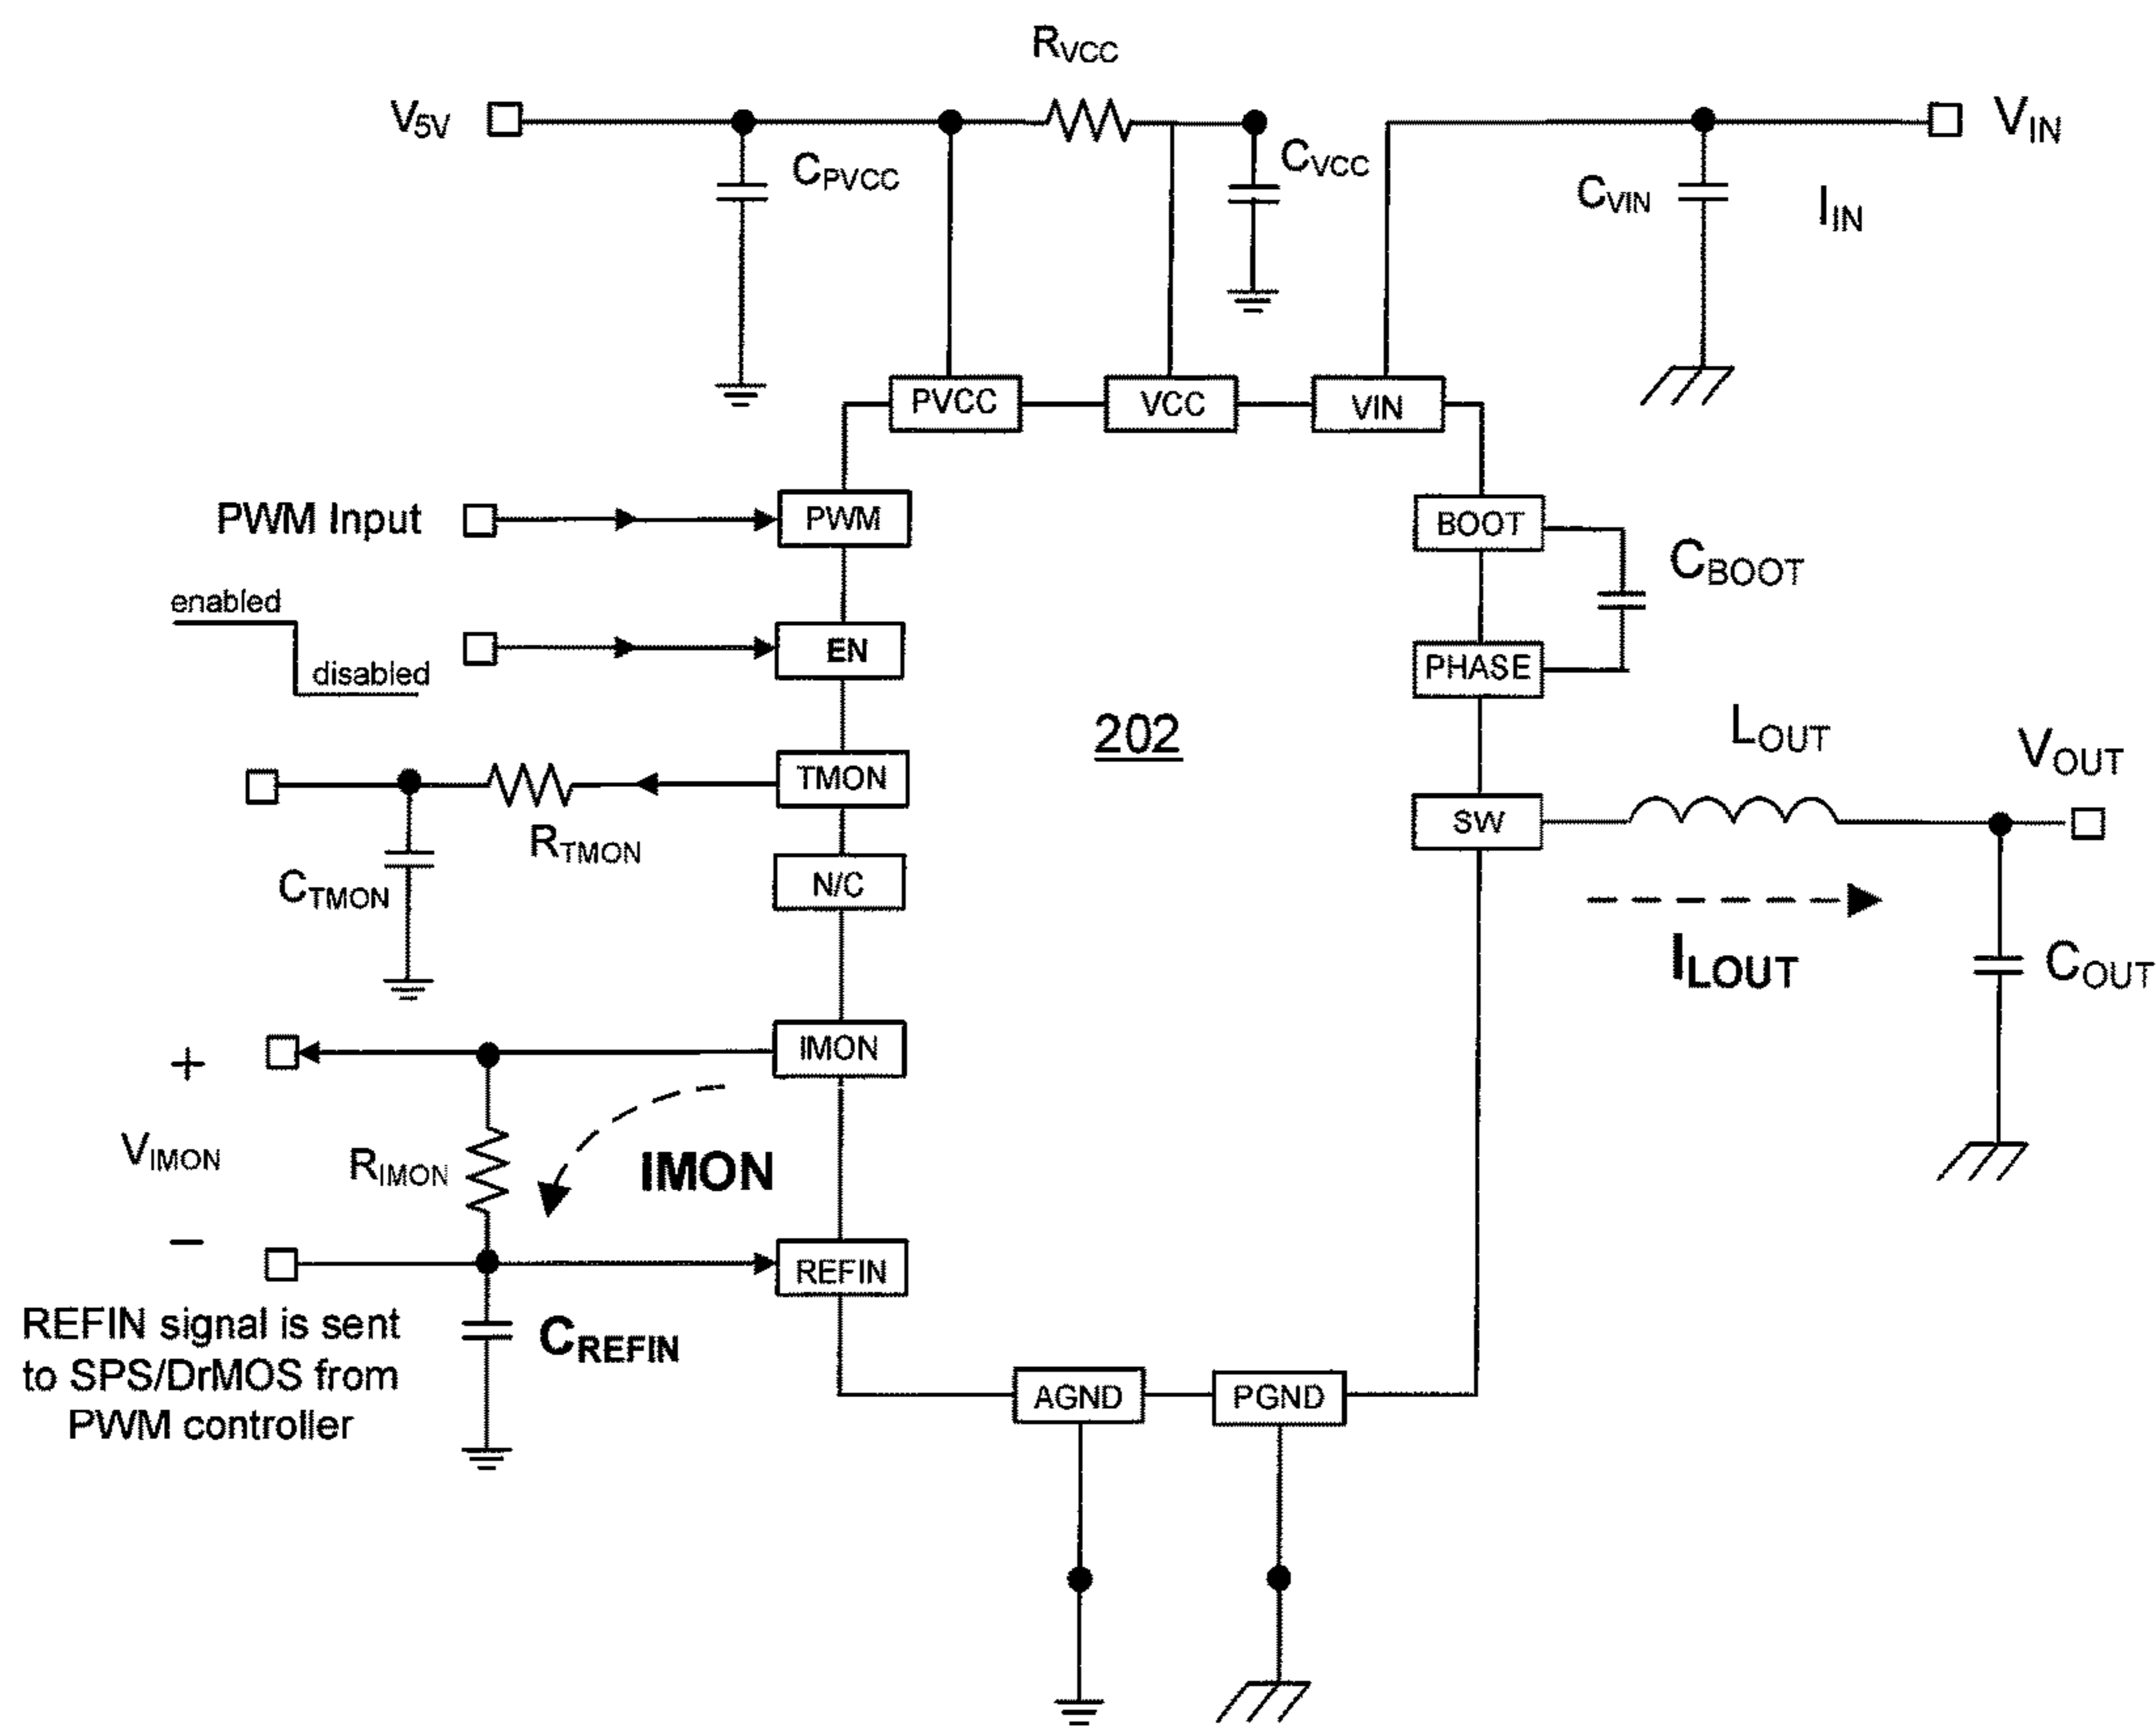 RVCC
V5V
CPVCC
CVCC
CVIN
IIN
VIN
PVCC
VCC
VIN
PWM Input
PWM
BOOT
CBOOT
enabled
disabled
EN
PHASE
202
LOUT
VOUT
TMON
RTMON
CTMON
SW
N/C
ILOUT
COUT
+
IMON
VIMON
RIMON
IMON
–
REFIN
REFIN signal is sent
to SPS/DrMOS from
PWM controller
CREFIN
AGND
PGND